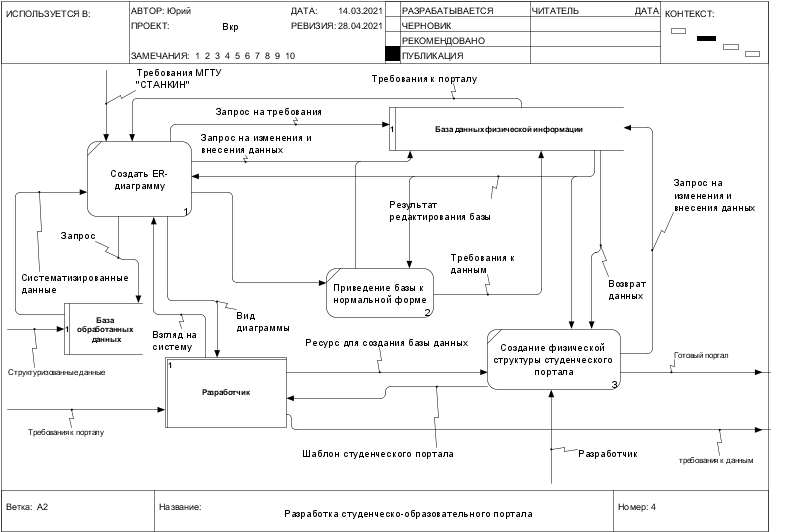 ИСПОЛЬЗУЕТСЯ В:
АВТОР: Юрий
ДАТА: 14.03.2021
ПРОЕКТ: Вкр
РЕВИЗИЯ: 28.04.2021
ЗАМЕЧАНИЯ: 1 2 3 4 5 6 7 8 9 10
РАЗРАБАТЫВАЕТСЯ
ЧЕРНОВИК
РЕКОМЕНДОВАНО
ПУБЛИКАЦИЯ
ЧИТАТЕЛЬ
ДАТА
КОНТЕКСТ:
Требования МГТУ
"СТАНКИН"
Требования к порталу
Запрос на требования
1
База данных физической информации
Запрос на изменения и
внесения данных
Создать ER-
диаграмму
1
Запрос на
изменения и
внесения данных
Результат
редактирования базы
Запрос
Требования к
данным
Систематизированные
данные
Приведение базы к
нормальной форме
2
Возврат
данных
1
База
обработанных
данных
Вид
диаграммы
Взгляд на
систему
Ресурс для создания базы данных
Создание физической
структуры студенческого
портала
3
Готовый портал
Структуризованные данные
1
Разработчик
Требования к порталу
Шаблон студенческого портала
Разработчик
требования к данным
Ветка: А2
Название:
Разработка студенческо-образовательного портала
Номер: 4